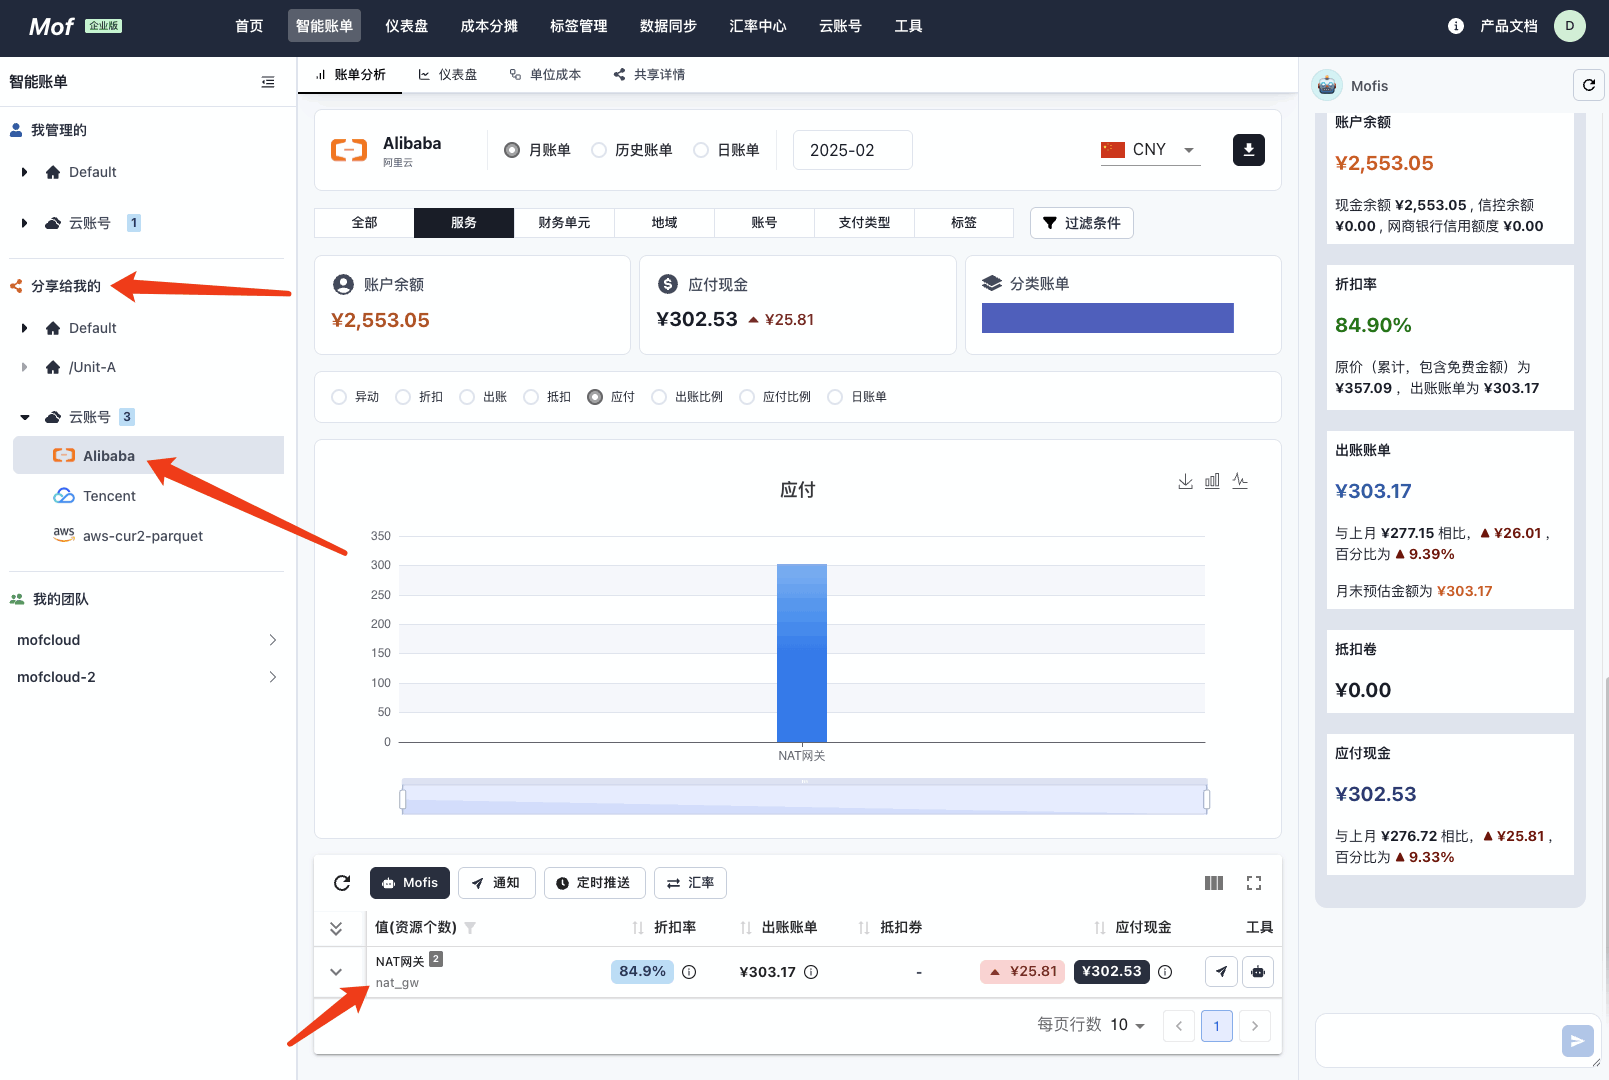 Mof 企业版 首页 智能账单 仪表盘 成本分摊 标签管理 数据同步 汇率中心 云账号 工具 产品文档 D
智能账单
我管理的
Default
云账号 1
分享给我的
Default
/Unit-A
云账号 3
Alibaba
Tencent
aws aws-cur2-parquet
我的团队
mofcloud
mofcloud-2
账单分析 仪表盘 单位成本 共享详情
Alibaba
阿里云
月账单 历史账单 日账单 2025-02 CNY
全部 服务 财务单元 地域 账号 支付类型 标签 过滤条件
账户余额
¥2,553.05
应付现金
¥302.53 ¥25.81
分类账单
异动 折扣 出账 抵扣 应付 出账比例 应付比例 日账单
应付
350
300
250
200
150
100
50
0
NAT网关
Mofis 通知 定时推送 汇率
值(资源个数) 折扣率 出账账单 抵扣券 应付现金 工具
NAT网关 2
nat_gw
84.9% ¥303.17 - ¥25.81 ¥302.53
每页行数 10 1
Mofis
账户余额
¥2,553.05
现金余额 ¥2,553.05 , 信控余额
¥0.00 , 网商银行信用额度 ¥0.00
折扣率
84.90%
原价（累计，包含免费金额）为
¥357.09 ，出账账单为 ¥303.17
出账账单
¥303.17
与上月 ¥277.15 相比，▲ ¥26.01 ，
百分比为 ▲ 9.39%
月末预估金额为 ¥303.17
抵扣卷
¥0.00
应付现金
¥302.53
与上月 ¥276.72 相比，▲ ¥25.81 ，
百分比为 ▲ 9.33%